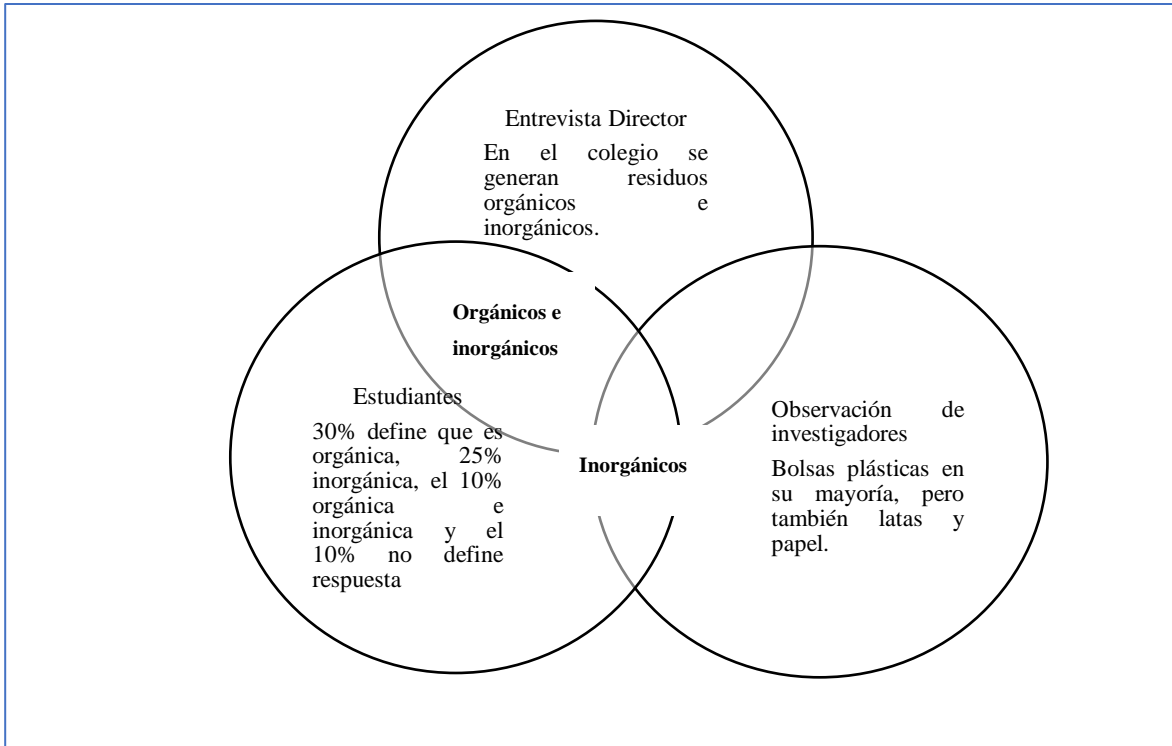 Entrevista Director
En el colegio se
generan residuos
orgánicos e
inorgánicos.
Orgánicos e
inorgánicos
Estudiantes
30% define que es
orgánica, 25%
inorgánica, el 10%
orgánica e
inorgánica y el
10% no define
respuesta
Inorgánicos
Observación de
investigadores
Bolsas plásticas en
su mayoría, pero
también latas y
papel.